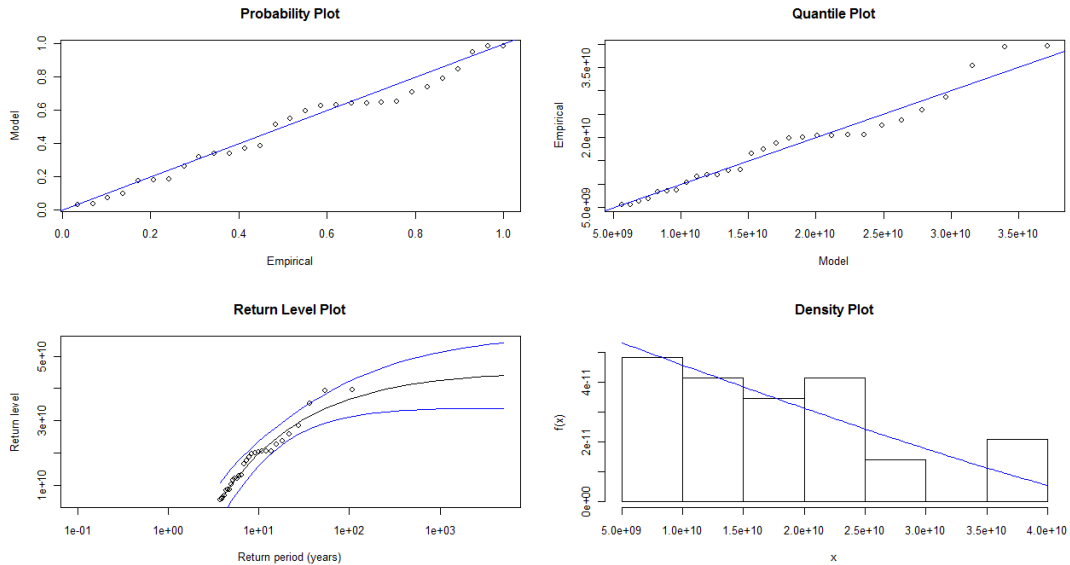 Probability Plot
Model
0.0 0.2 0.4 0.6 0.8 1.0
0.0 0.2 0.4 0.6 0.8 1.0
Empirical
Quantile Plot
Empirical
5.0e+09 2.0e+10 3.5e+10
5.0e+09 1.0e+10 1.5e+10 2.0e+10 2.5e+10 3.0e+10 3.5e+10
Model
Return Level Plot
Return level
1e+10 3e+10 5e+10
1e-01 1e+00 1e+01 1e+02 1e+03
Return period (years)
Density Plot
f(x)
0e+00 2e-11 4e-11
5.0e+09 1.0e+10 1.5e+10 2.0e+10 2.5e+10 3.0e+10 3.5e+10 4.0e+10
x